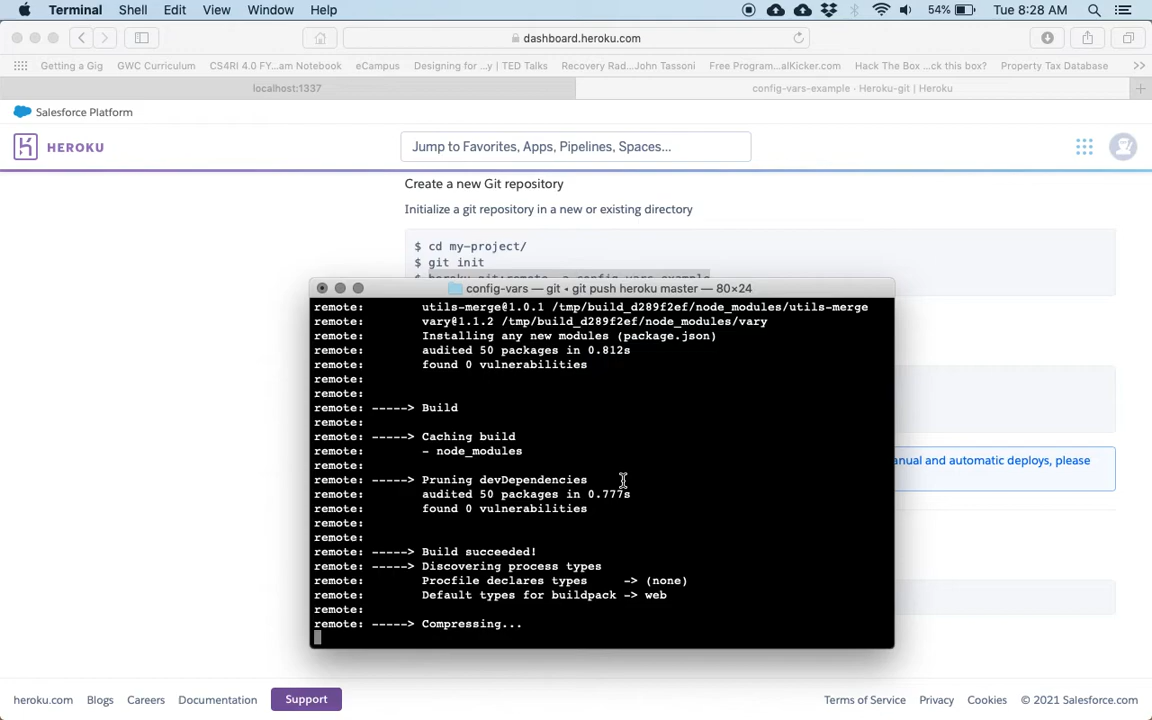 Terminal Shell Edit View Window Help 54% Tue 8:28 AM
dashboard.heroku.com
Getting a Gig GWC Curriculum CS4RI 4.0 FY...am Notebook eCampus Designing for ...y | TED Talks Recovery Rad...John Tassoni Free Program...alKicker.com Hack The Box ...ck this box? Property Tax Database >>
localhost:1337 config-vars-example · Heroku-git | Heroku
Salesforce Platform
HEROKU Jump to Favorites, Apps, Pipelines, Spaces...
Create a new Git repository
Initialize a git repository in a new or existing directory
$ cd my-project/
$ git init
$ heroku git:remote -a config-vars-example
config-vars — git ◂ git push heroku master — 80×24
remote: utils-merge@1.0.1 /tmp/build_d289f2ef/node_modules/utils-merge
remote: vary@1.1.2 /tmp/build_d289f2ef/node_modules/vary
remote: Installing any new modules (package.json)
remote: audited 50 packages in 0.812s
remote: found 0 vulnerabilities
remote:
remote:
remote: -----> Build
remote:
remote: -----> Caching build
remote: - node_modules
remote:
remote: -----> Pruning devDependencies
remote: audited 50 packages in 0.777s
remote: found 0 vulnerabilities
remote:
remote:
remote: -----> Build succeeded!
remote: -----> Discovering process types
remote: Procfile declares types -> (none)
remote: Default types for buildpack -> web
remote:
remote: -----> Compressing...
anual and automatic deploys, please
heroku.com Blogs Careers Documentation Support Terms of Service Privacy Cookies © 2021 Salesforce.com